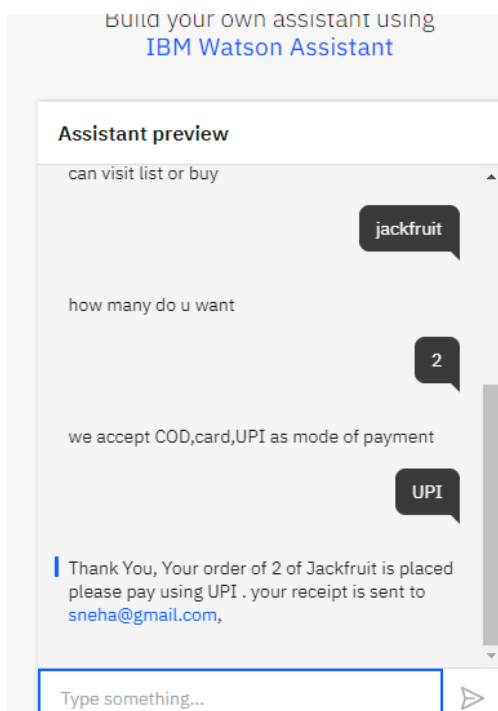 Build your own assistant using
IBM Watson Assistant
Assistant preview
can visit list or buy
jackfruit
how many do u want
2
we accept COD,card,UPI as mode of payment
UPI
Thank You, Your order of 2 of Jackfruit is placed
please pay using UPI . your receipt is sent to
sneha@gmail.com,
Type something...